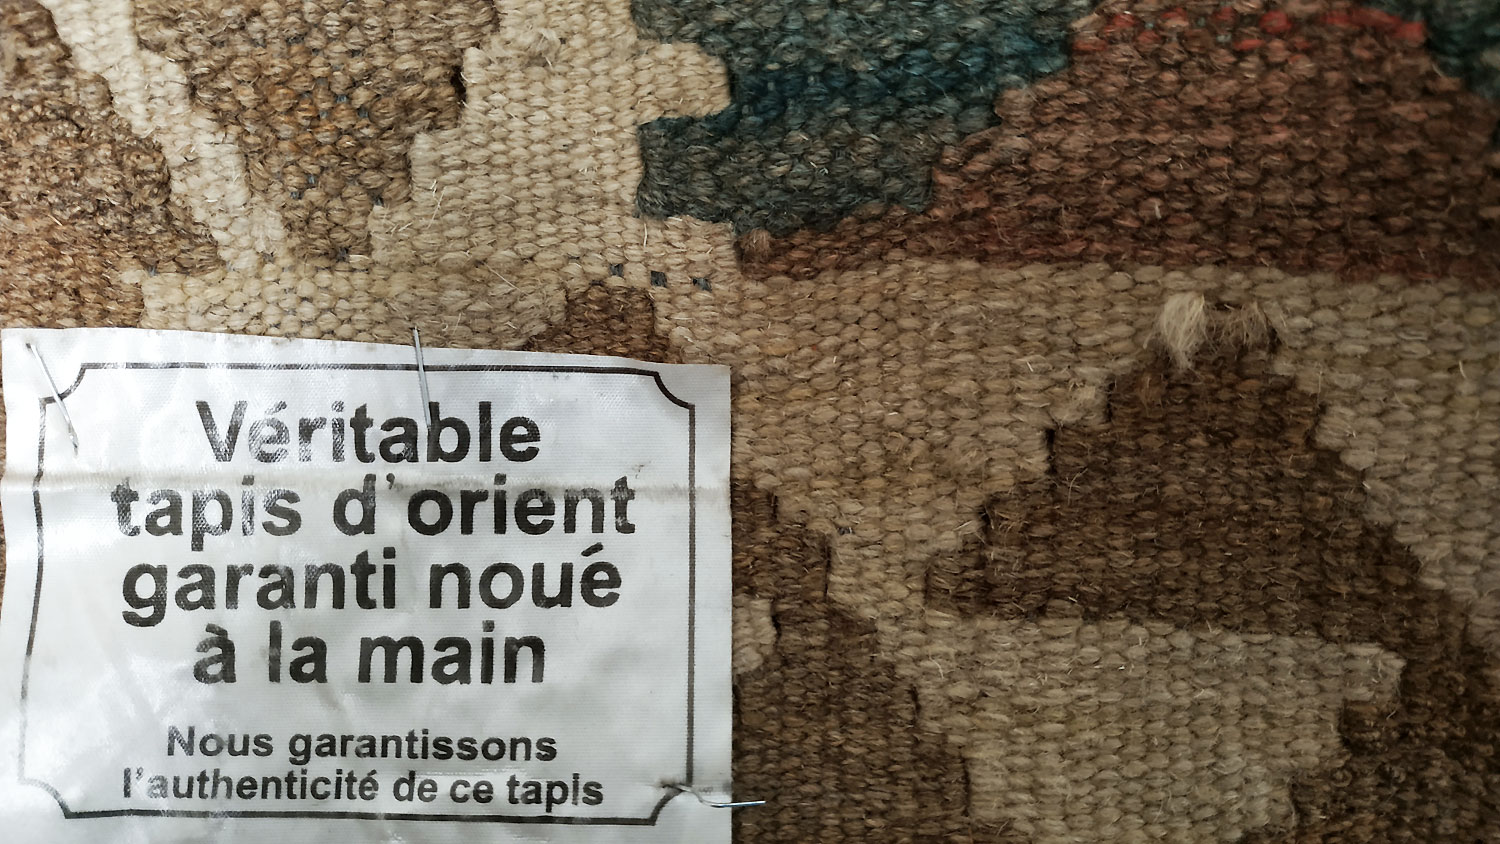 Véritable
tapis d'orient
garanti noué
à la main
Nous garantissons
l'authenticité de ce tapis